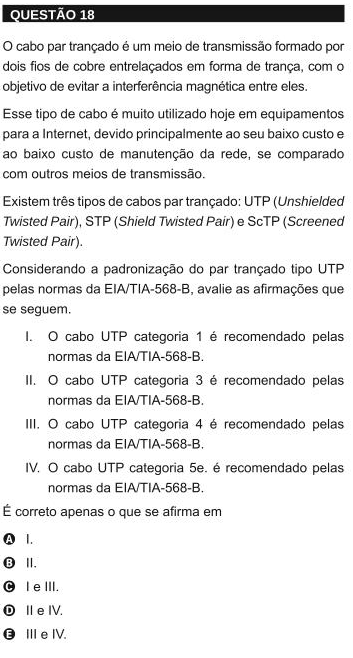 QUESTÃO 18
O cabo par trançado é um meio de transmissão formado por
dois fios de cobre entrelaçados em forma de trança, com o
objetivo de evitar a interferência magnética entre eles.
Esse tipo de cabo é muito utilizado hoje em equipamentos
para a Internet, devido principalmente ao seu baixo custo e
ao baixo custo de manutenção da rede, se comparado
com outros meios de transmissão.
Existem três tipos de cabos par trançado: UTP (Unshielded
Twisted Pair), STP (Shield Twisted Pair) e ScTP (Screened
Twisted Pair).
Considerando a padronização do par trançado tipo UTP
pelas normas da EIA/TIA-568-B, avalie as afirmações que
se seguem.
I. O cabo UTP categoria 1 é recomendado pelas
normas da EIA/TIA-568-B.
II. O cabo UTP categoria 3 é recomendado pelas
normas da EIA/TIA-568-B.
III. O cabo UTP categoria 4 é recomendado pelas
normas da EIA/TIA-568-B.
IV. O cabo UTP categoria 5e. é recomendado pelas
normas da EIA/TIA-568-B.
É correto apenas o que se afirma em
A I.
B II.
C I e III.
D II e IV.
E III e IV.